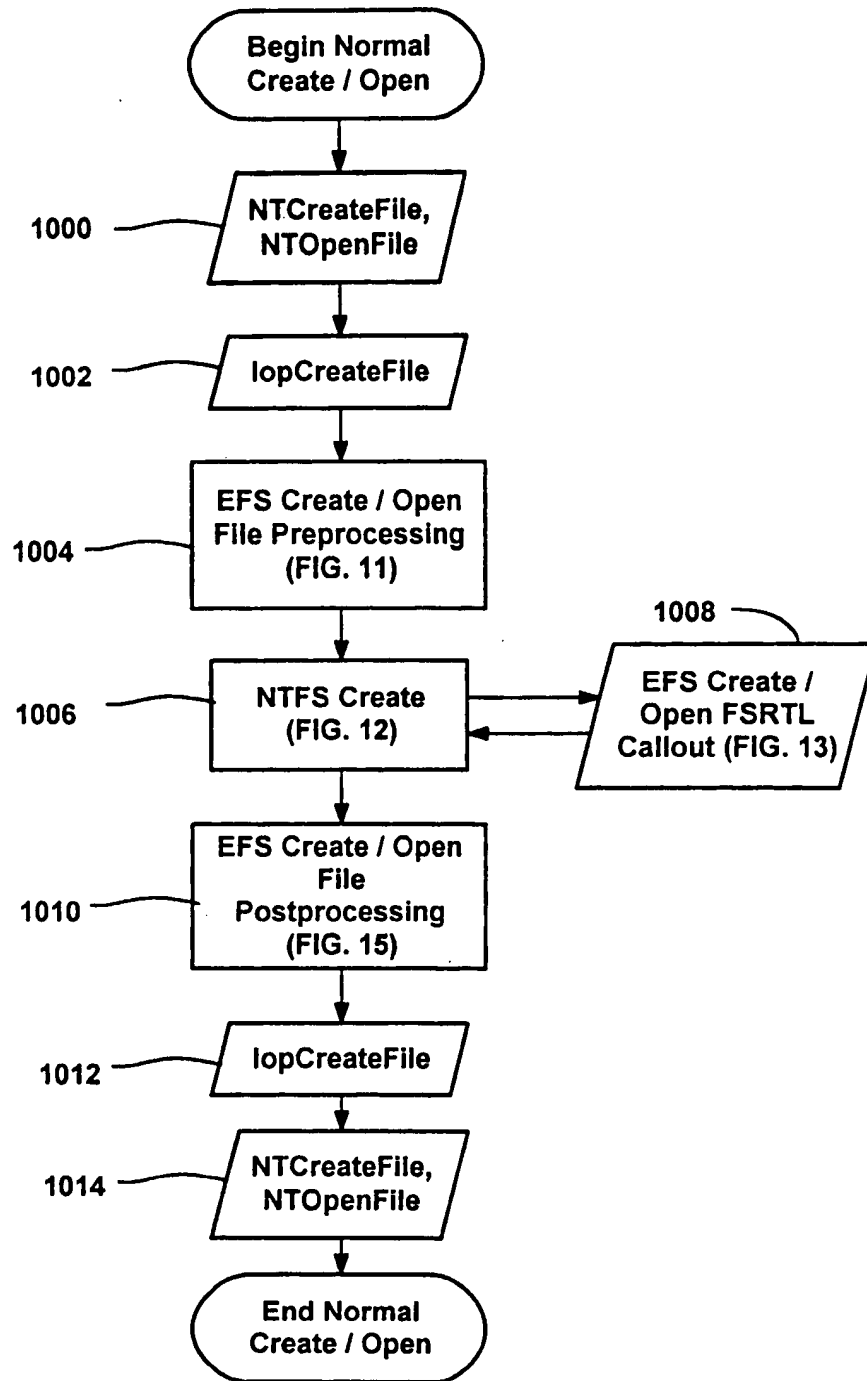 Begin Normal
Create / Open
1000
NTCreateFile,
NTOpenFile
1002
IopCreateFile
1004
EFS Create / Open
File Preprocessing
(FIG. 11)
1006
NTFS Create
(FIG. 12)
1008
EFS Create /
Open FSRTL
Callout (FIG. 13)
1010
EFS Create / Open
File
Postprocessing
(FIG. 15)
1012
IopCreateFile
1014
NTCreateFile,
NTOpenFile
End Normal
Create / Open